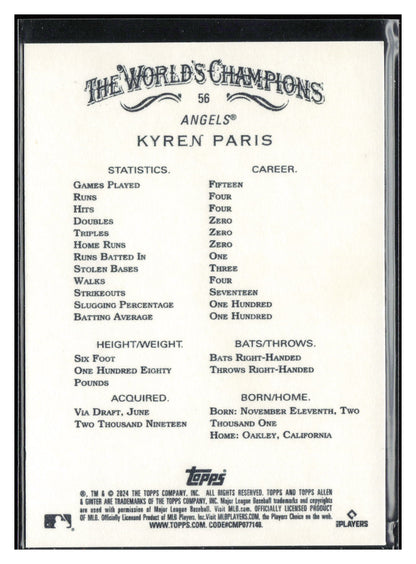 THE WORLD'S CHAMPIONS
56
ANGELS®
KYREN PARIS
STATISTICS. CAREER.
GAMES PLAYED FIFTEEN
RUNS FOUR
HITS FOUR
DOUBLES ZERO
TRIPLES ZERO
HOME RUNS ZERO
RUNS BATTED IN ONE
STOLEN BASES THREE
WALKS FOUR
STRIKEOUTS SEVENTEEN
SLUGGING PERCENTAGE ONE HUNDRED
BATTING AVERAGE ONE HUNDRED
HEIGHT/WEIGHT. BATS/THROWS.
SIX FOOT BATS RIGHT-HANDED
ONE HUNDRED EIGHTY THROWS RIGHT-HANDED
POUNDS
ACQUIRED. BORN/HOME.
VIA DRAFT, JUNE BORN: NOVEMBER ELEVENTH, TWO
TWO THOUSAND NINETEEN THOUSAND ONE
HOME: OAKLEY, CALIFORNIA
Topps
®, TM & © 2024 THE TOPPS COMPANY, INC. ALL RIGHTS RESERVED. TOPPS AND TOPPS ALLEN
& GINTER ARE TRADEMARKS OF THE TOPPS COMPANY, INC. Major League Baseball trademarks and copyrights
are used with permission of Major League Baseball. Visit MLB.com. OFFICIALLY LICENSED PRODUCT
OF MLB PLAYERS, INC. Visit MLBPLAYERS.COM, the Players Choice on the web.
WWW.TOPPS.COM. CODE#CMP077148.
PLAYERS